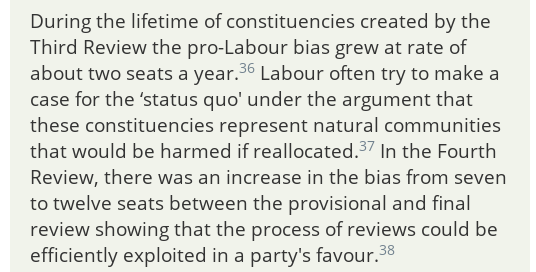 During the lifetime of constituencies created by the
Third Review the pro-Labour bias grew at rate of
about two seats a year.36 Labour often try to make a
case for the ‘status quo' under the argument that
these constituencies represent natural communities
that would be harmed if reallocated.37 In the Fourth
Review, there was an increase in the bias from seven
to twelve seats between the provisional and final
review showing that the process of reviews could be
efficiently exploited in a party's favour.38